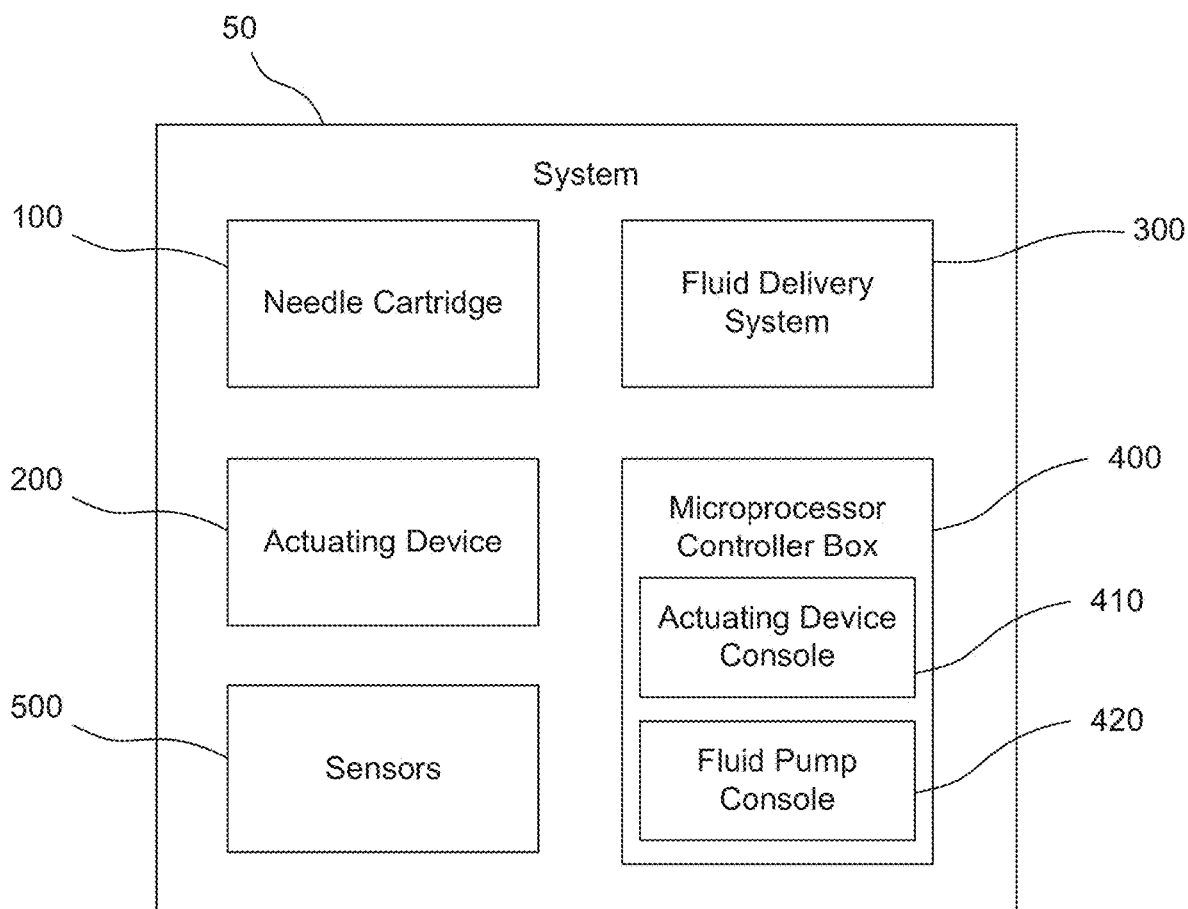 50
System
100
300
Needle Cartridge
Fluid Delivery
System
200
400
Actuating Device
Microprocessor
Controller Box
410
Actuating Device
Console
500
420
Sensors
Fluid Pump
Console